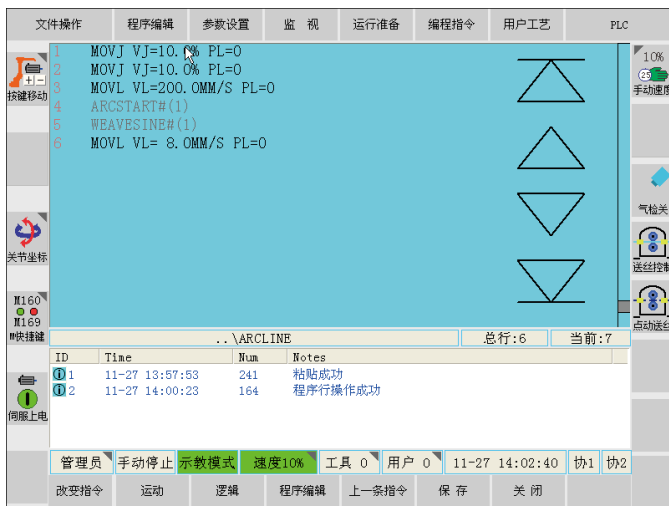 文件操作 程序编辑 参数设置 监 视 运行准备 编程指令 用户工艺 PLC
1 MOVJ VJ=10.0% PL=0
2 MOVJ VJ=10.0% PL=0
3 MOVL VL=200.0MM/S PL=0
4 ARCSTART#(1)
5 WEAVESINE#(1)
6 MOVL VL= 8.0MM/S PL=0
按键移动
关节坐标
M160
M169
M快捷键
伺服上电
10%
手动速度
气检关
送丝控制
点动送丝
..\ARCLINE 总行:6 当前:7
ID Time Num Notes
1 11-27 13:57:53 241 粘贴成功
2 11-27 14:00:23 164 程序行操作成功
管理员 手动停止 示教模式 速度10% 工具 0 用户 0 11-27 14:02:40 协1 协2
改变指令 运动 逻辑 程序编辑 上一条指令 保 存 关 闭